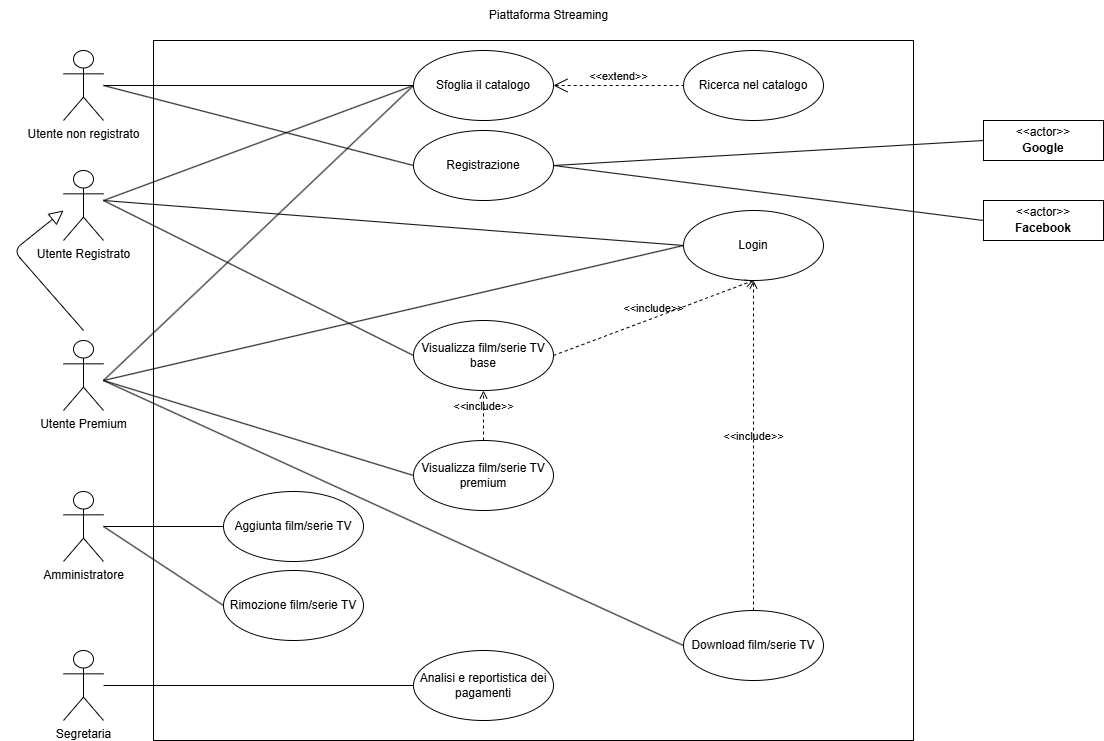 Piattaforma Streaming
Utente non registrato
Sfoglia il catalogo
<<extend>>
Ricerca nel catalogo
Registrazione
<<actor>>
Google
<<actor>>
Facebook
Utente Registrato
Login
<<include>>
Visualizza film/serie TV
base
<<include>>
Utente Premium
Visualizza film/serie TV
premium
<<include>>
Aggiunta film/serie TV
Amministratore
Rimozione film/serie TV
Download film/serie TV
Analisi e reportistica dei
pagamenti
Segretaria